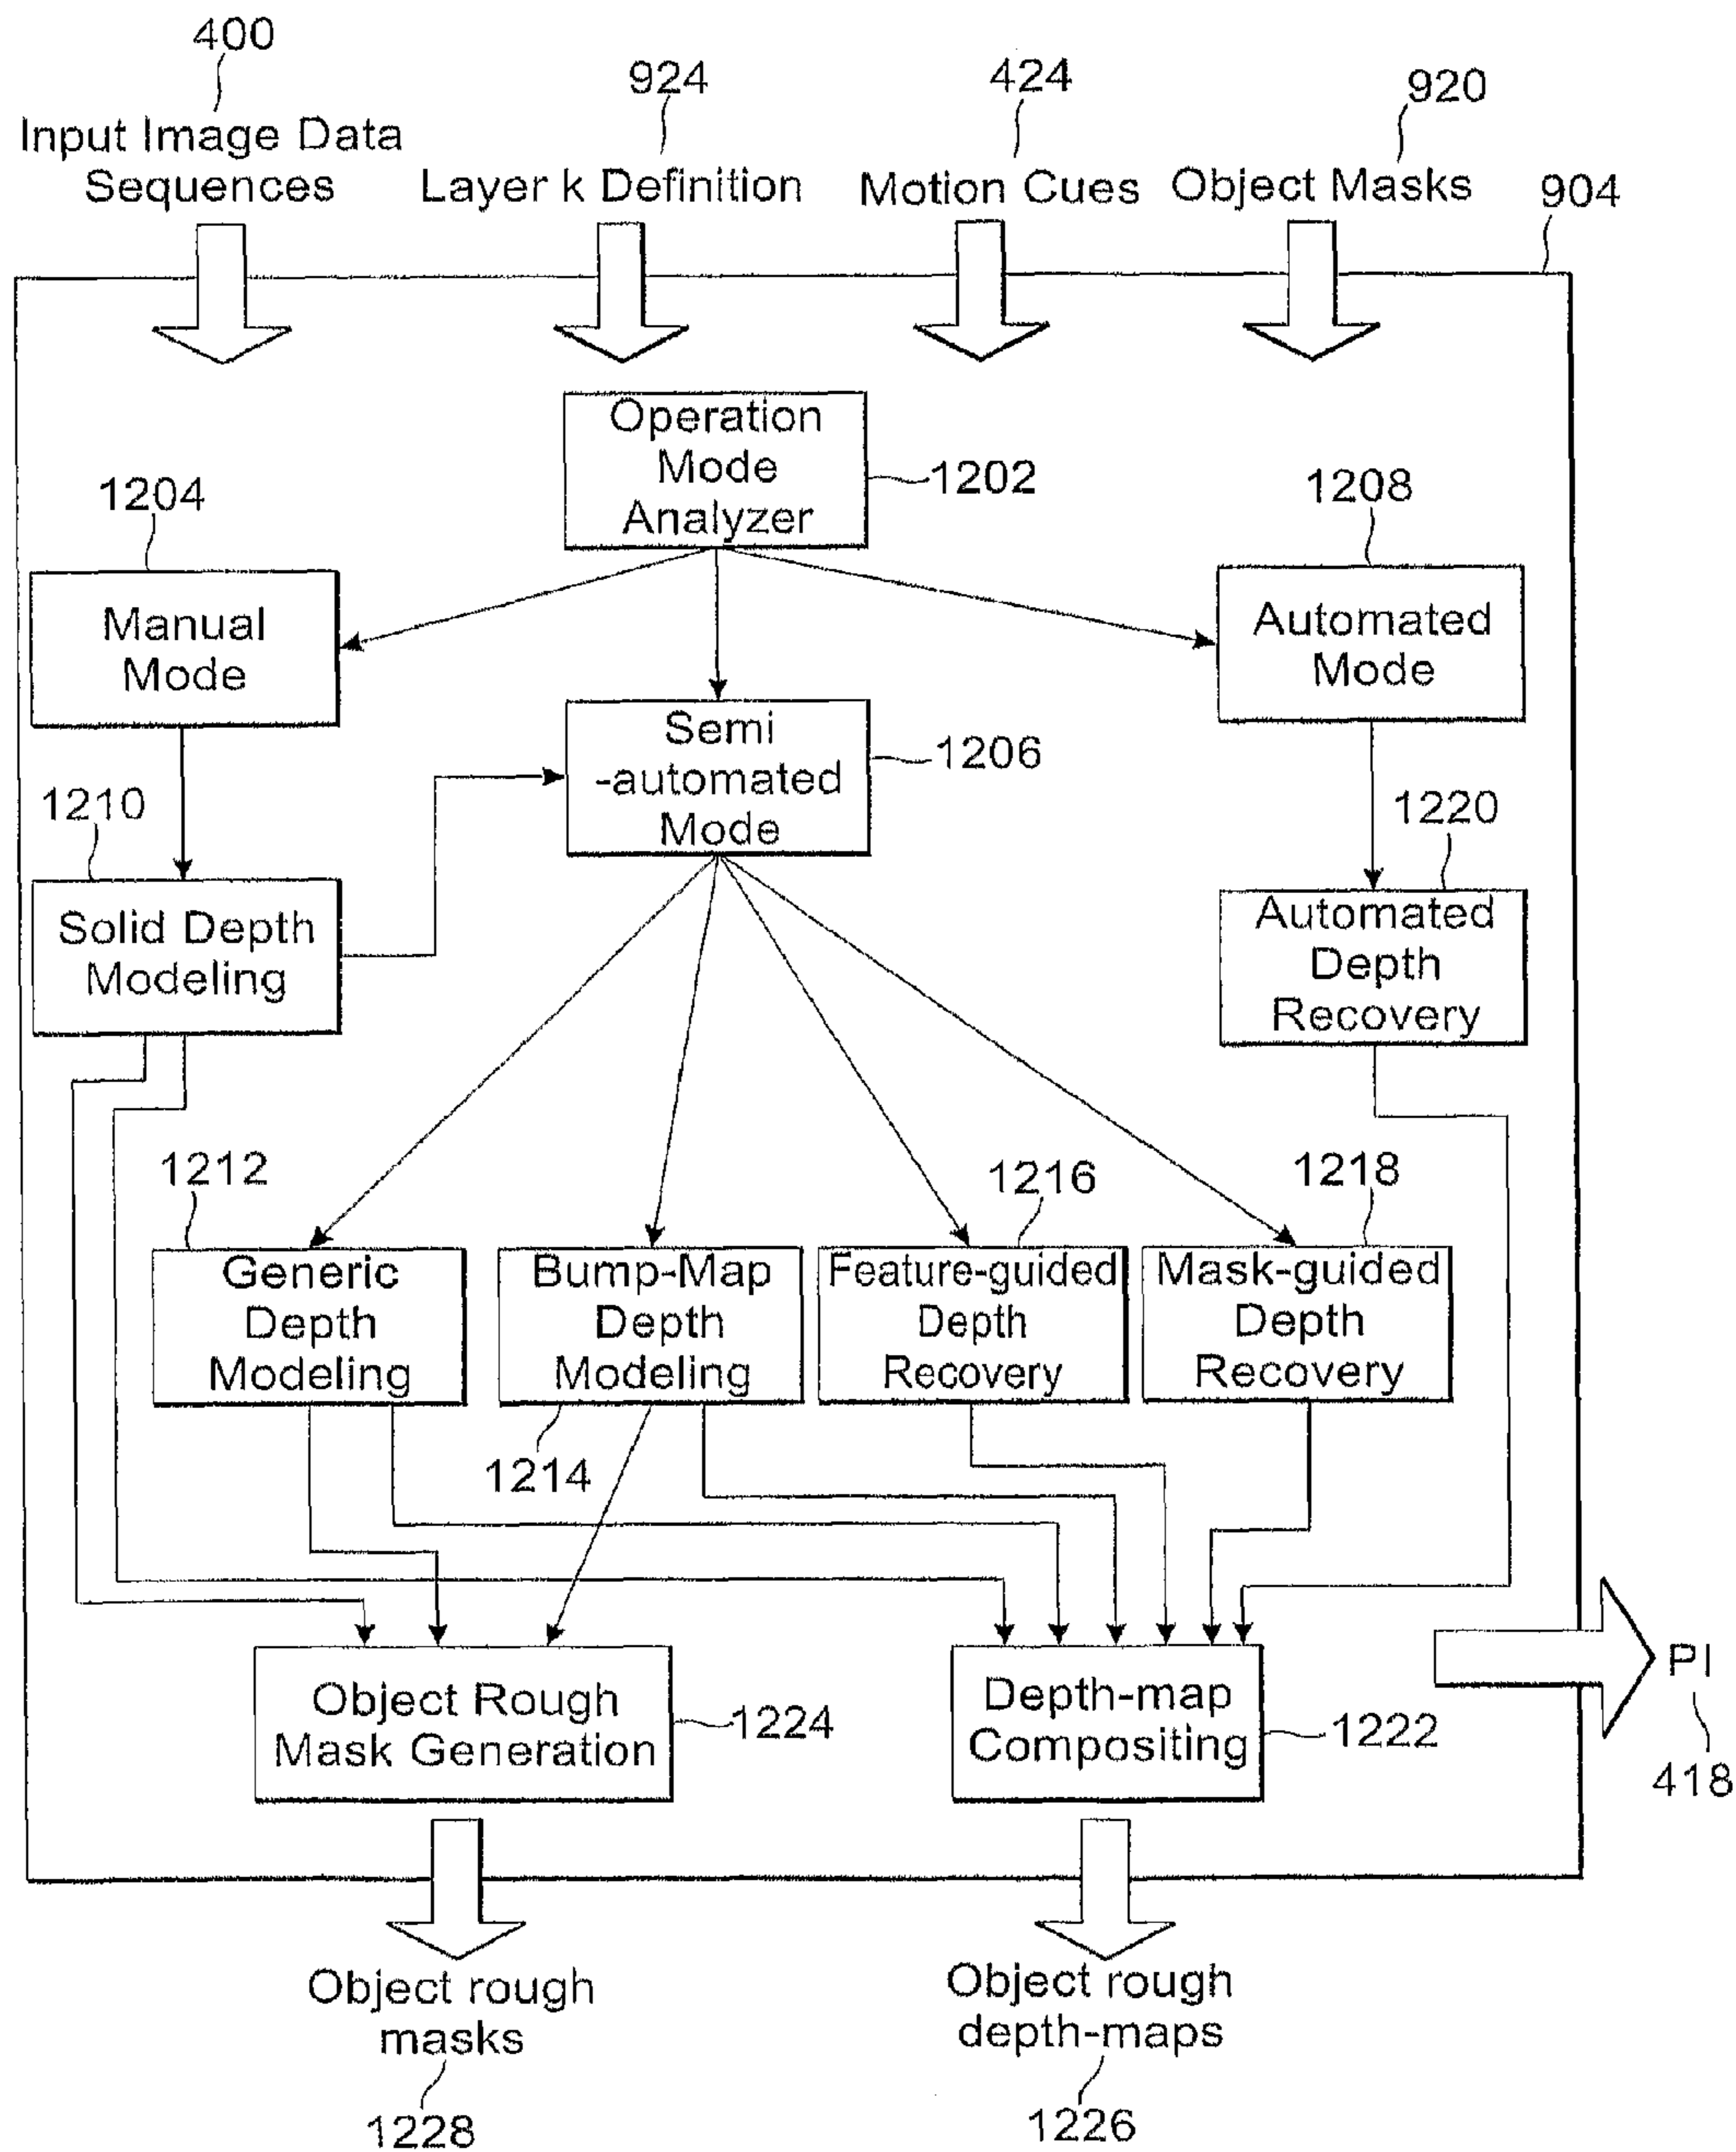 400
Input Image Data
Sequences
924
Layer k Definition
424
Motion Cues
920
Object Masks
904
Operation
Mode
Analyzer
1202
1204
Manual
Mode
1208
Automated
Mode
Semi
-automated
Mode
1206
1210
Solid Depth
Modeling
1220
Automated
Depth
Recovery
1212
Generic
Depth
Modeling
Bump-Map
Depth
Modeling
1214
1216
Feature-guided
Depth
Recovery
1218
Mask-guided
Depth
Recovery
Object Rough
Mask Generation
1224
Depth-map
Compositing
1222
PI
418
Object rough
masks
1228
Object rough
depth-maps
1226